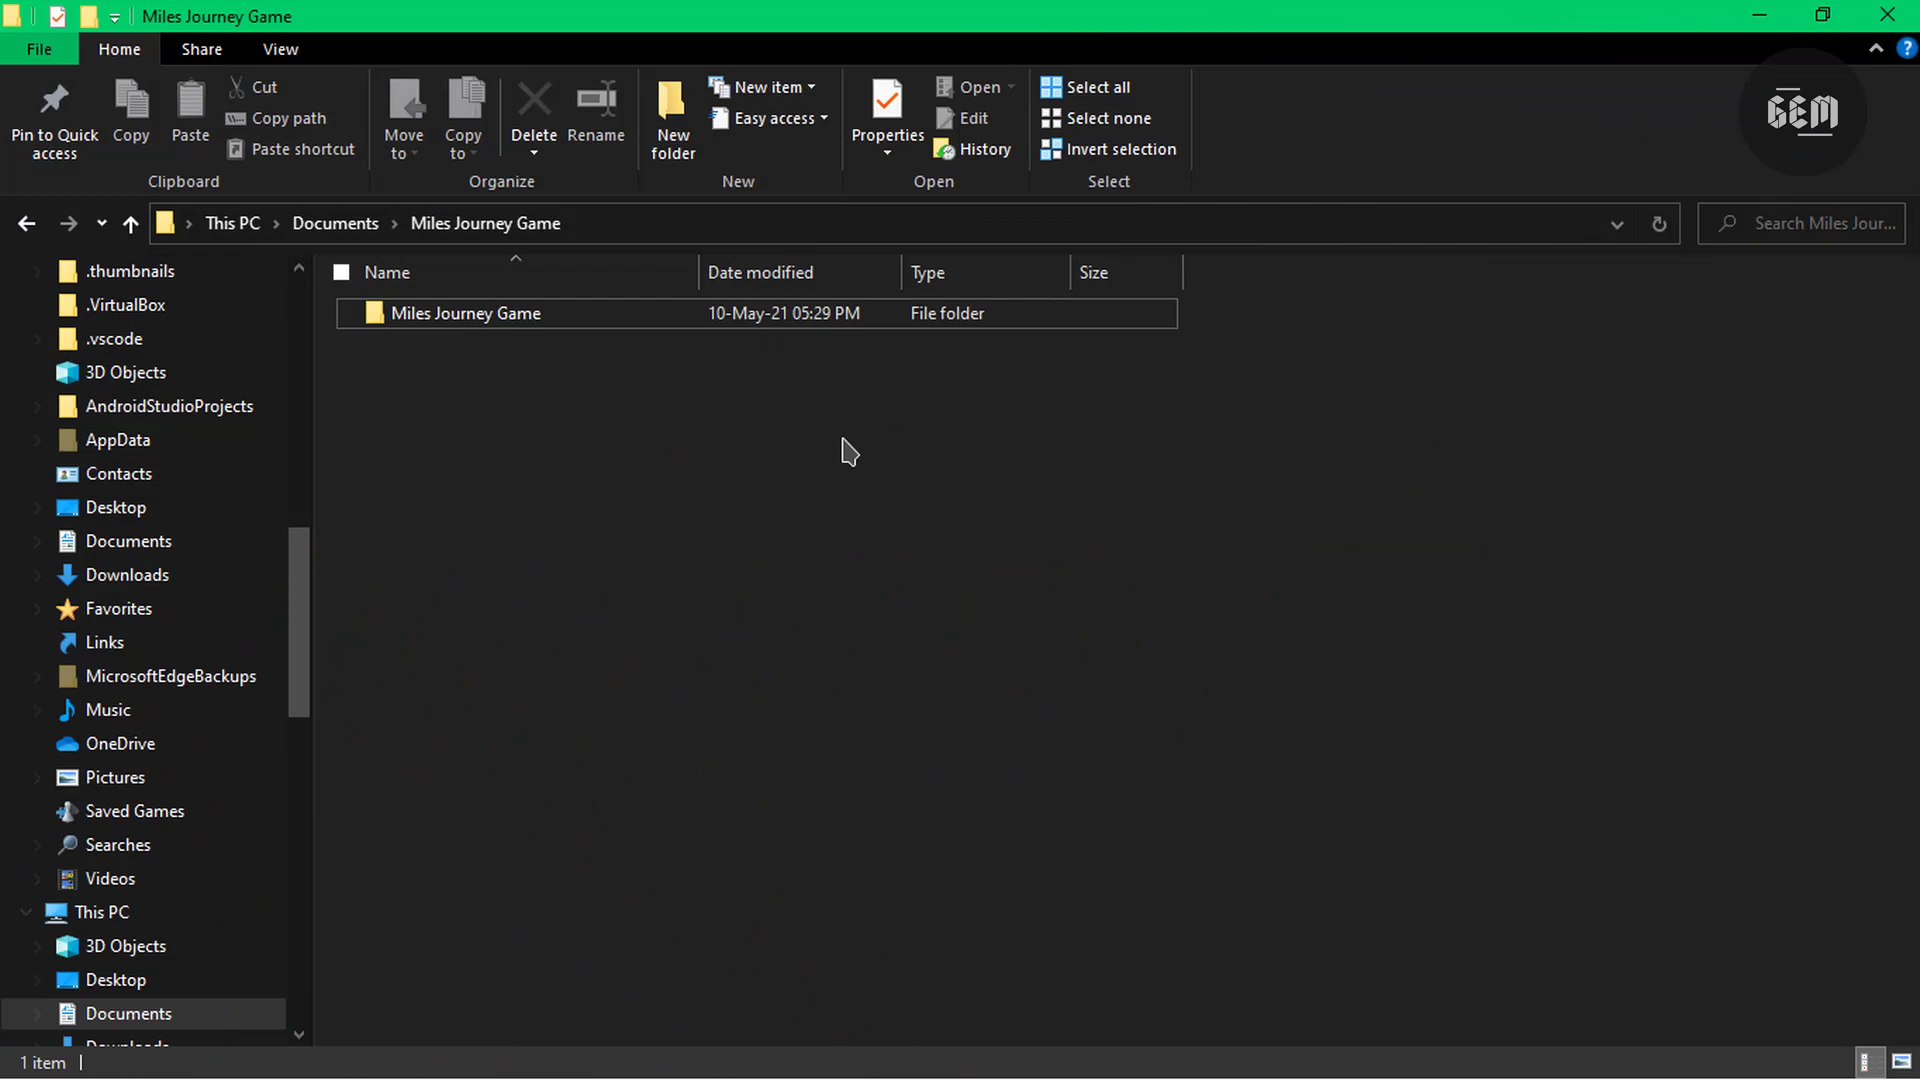 Miles Journey Game
File Home Share View
Pin to Quick access
Copy
Paste
Cut
Copy path
Paste shortcut
Clipboard
Move to
Copy to
Delete
Rename
Organize
New folder
New item
Easy access
New
Properties
Open
Edit
History
Open
Select all
Select none
Invert selection
Select
GEM
This PC > Documents > Miles Journey Game
Search Miles Jour...
Name Date modified Type Size
Miles Journey Game 10-May-21 05:29 PM File folder
.thumbnails
.VirtualBox
.vscode
3D Objects
AndroidStudioProjects
AppData
Contacts
Desktop
Documents
Downloads
Favorites
Links
MicrosoftEdgeBackups
Music
OneDrive
Pictures
Saved Games
Searches
Videos
This PC
3D Objects
Desktop
Documents
Downloads
1 item